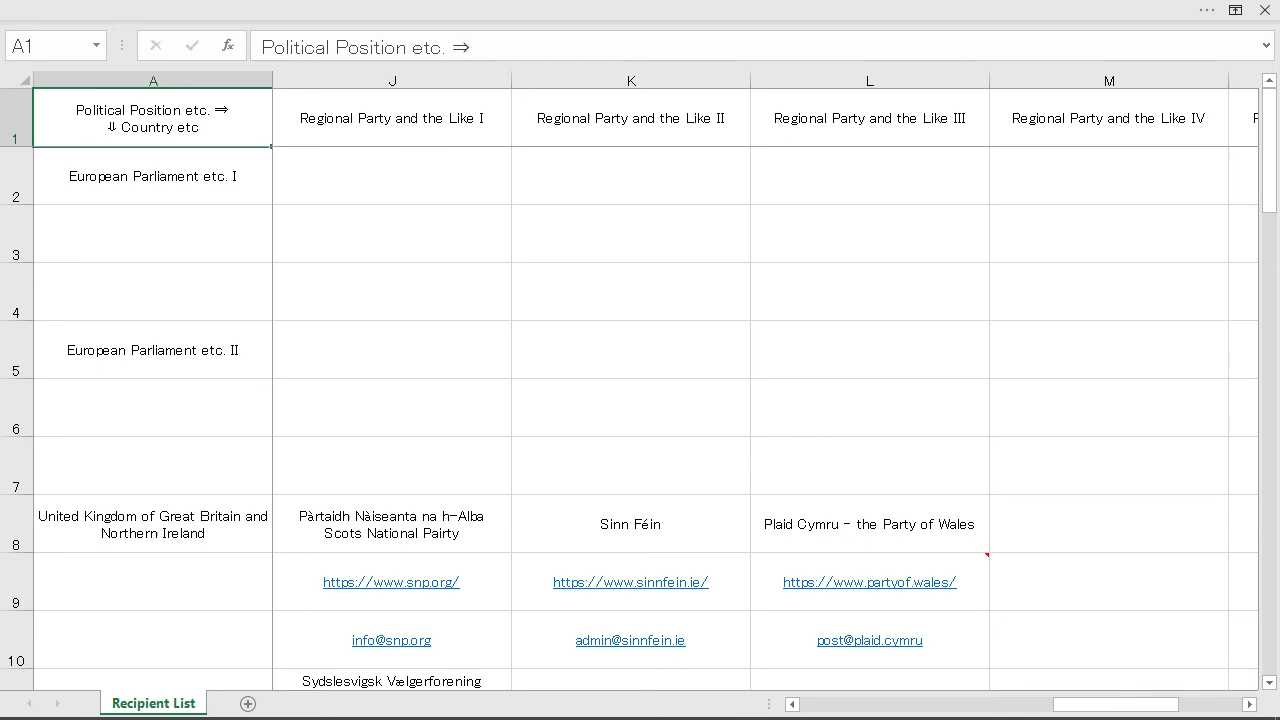 A1
fx
Political Position etc. ⇒
A J K L M
1
Political Position etc. ⇒
⇓ Country etc
Regional Party and the Like I
Regional Party and the Like II
Regional Party and the Like III
Regional Party and the Like IV
2
European Parliament etc. I
3
4
5
European Parliament etc. II
6
7
8
United Kingdom of Great Britain and
Northern Ireland
Pàrtaidh Nàiseanta na h-Alba
Scots National Pairty
Sinn Féin
Plaid Cymru - the Party of Wales
9
https://www.snp.org/
https://www.sinnfein.ie/
https://www.partyof.wales/
10
info@snp.org
admin@sinnfein.ie
post@plaid.cymru
Sydslesvigsk Vælgerforening
Recipient List